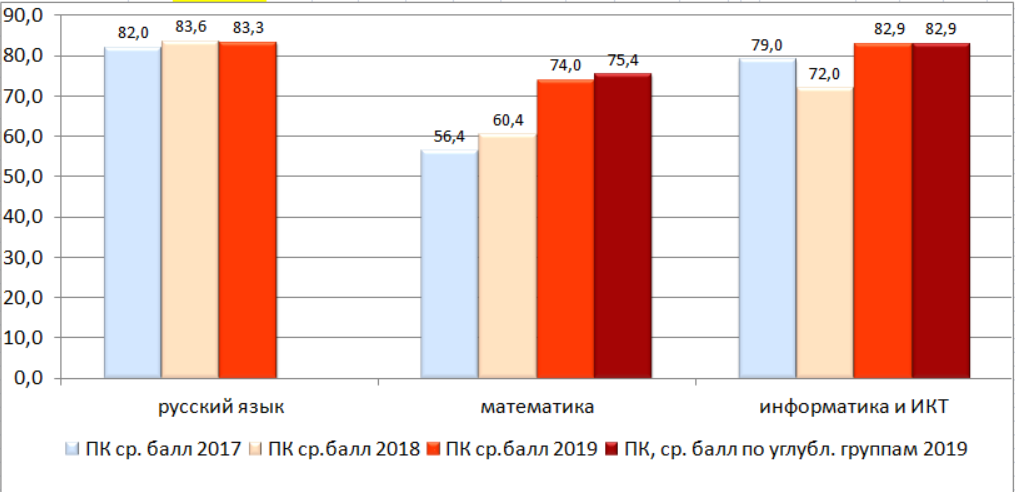 90,0
80,0
70,0
60,0
50,0
40,0
30,0
20,0
10,0
0,0
82,0 83,6 83,3
56,4 60,4 74,0 75,4
79,0 72,0 82,9 82,9
русский язык математика информатика и ИКТ
ПК ср. балл 2017 ПК ср.балл 2018 ПК ср.балл 2019 ПК, ср. балл по углубл. группам 2019